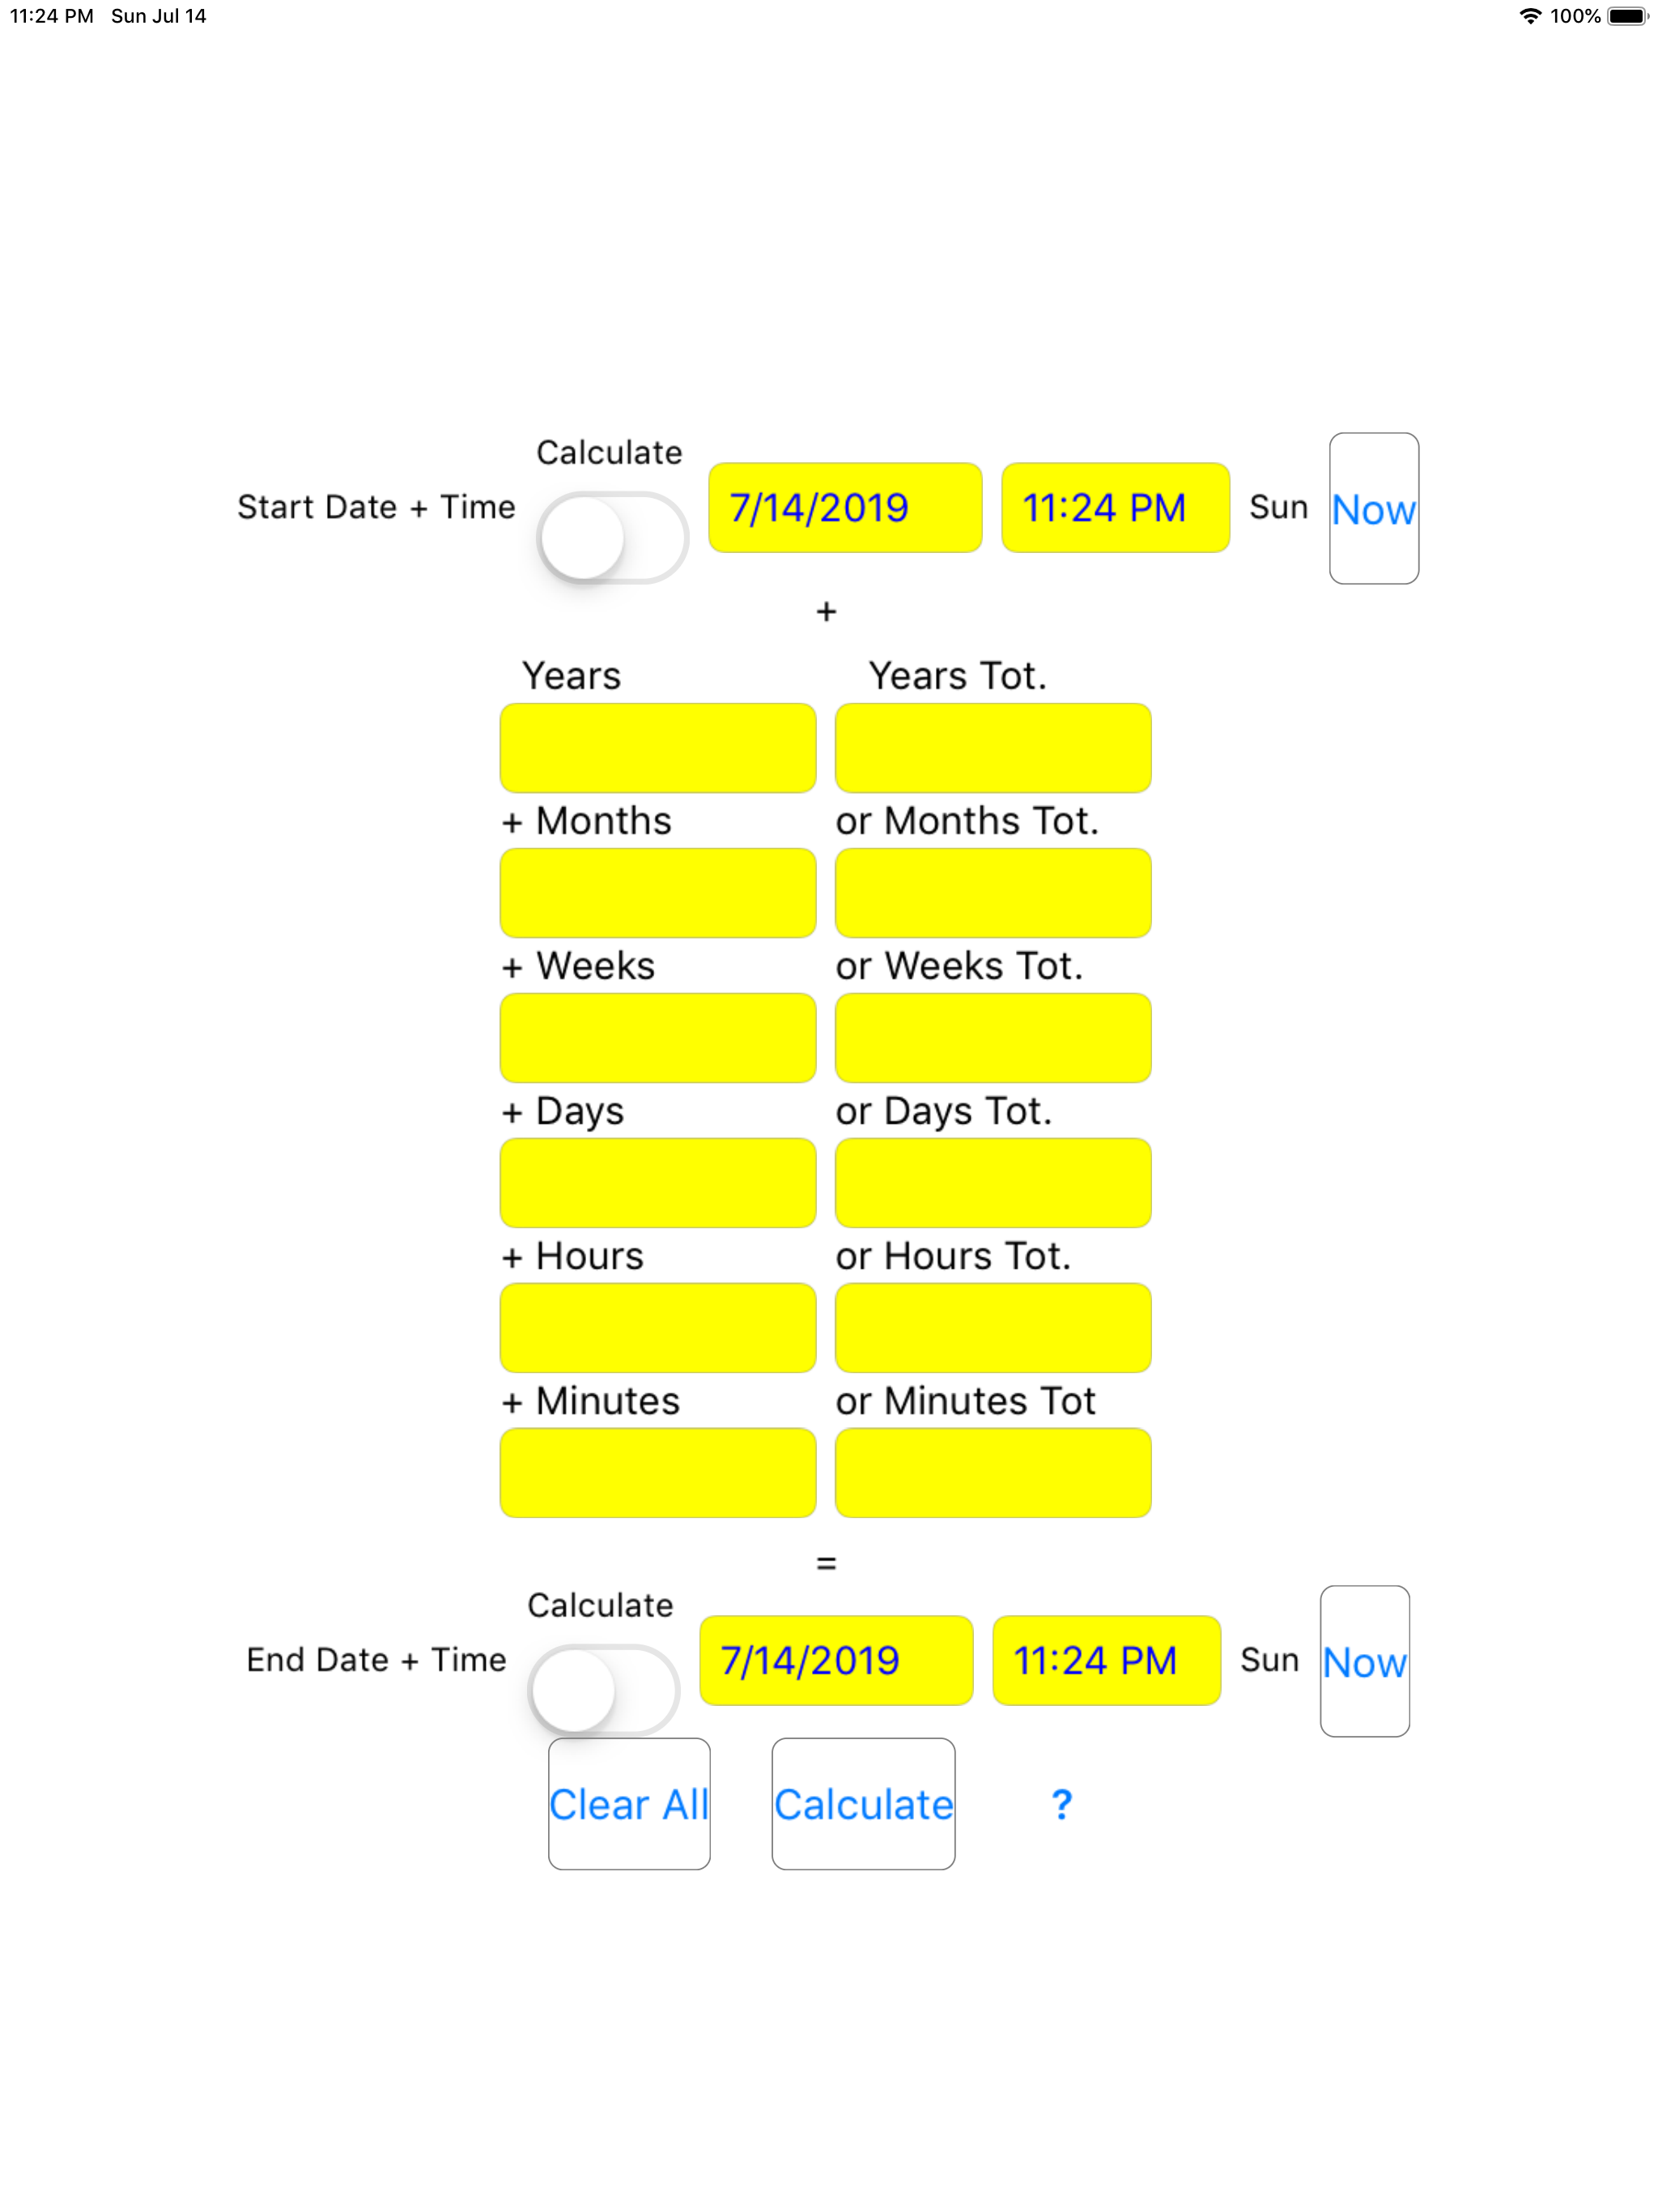 11:24 PM Sun Jul 14 100%
Calculate
Start Date + Time 7/14/2019 11:24 PM Sun Now
+
Years Years Tot.
+ Months or Months Tot.
+ Weeks or Weeks Tot.
+ Days or Days Tot.
+ Hours or Hours Tot.
+ Minutes or Minutes Tot
=
Calculate
End Date + Time 7/14/2019 11:24 PM Sun Now
Clear All Calculate ?